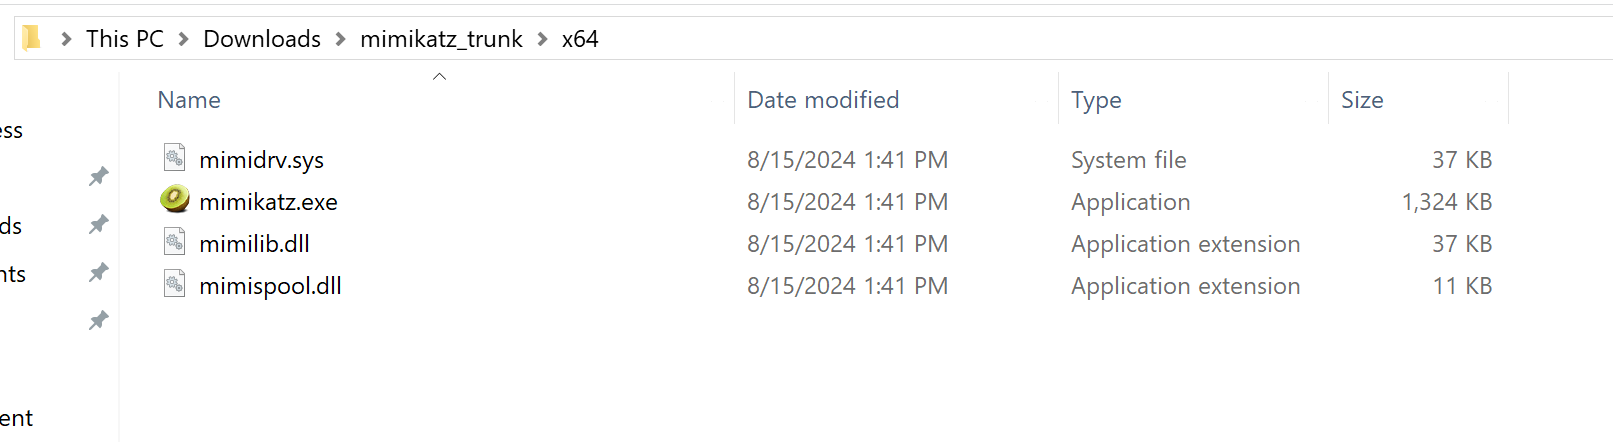 This PC > Downloads > mimikatz_trunk > x64
Name Date modified Type Size
ess
mimidrv.sys 8/15/2024 1:41 PM System file 37 KB
mimikatz.exe 8/15/2024 1:41 PM Application 1,324 KB
ds
mimilib.dll 8/15/2024 1:41 PM Application extension 37 KB
nts
mimispool.dll 8/15/2024 1:41 PM Application extension 11 KB
ent